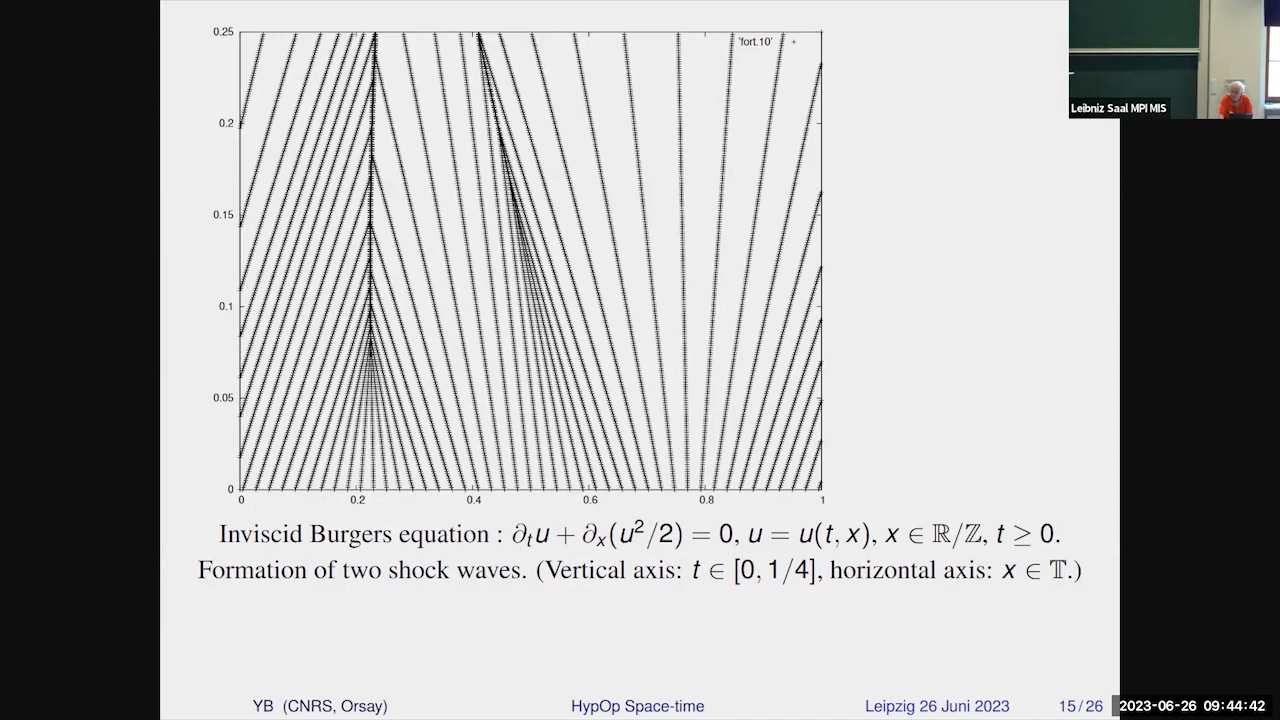 0.25
'fort.10'
0.2
0.15
0.1
0.05
0
0 0.2 0.4 0.6 0.8 1
Leibniz Saal MPI MIS
Inviscid Burgers equation : ∂ₜu + ∂ₓ(u²/2) = 0, u = u(t, x), x ∈ ℝ/ℤ, t ≥ 0.
Formation of two shock waves. (Vertical axis: t ∈ [0, 1/4], horizontal axis: x ∈ 𝕋.)
YB (CNRS, Orsay) HypOp Space-time Leipzig 26 Juni 2023 15 / 26
2023-06-26 09:44:42